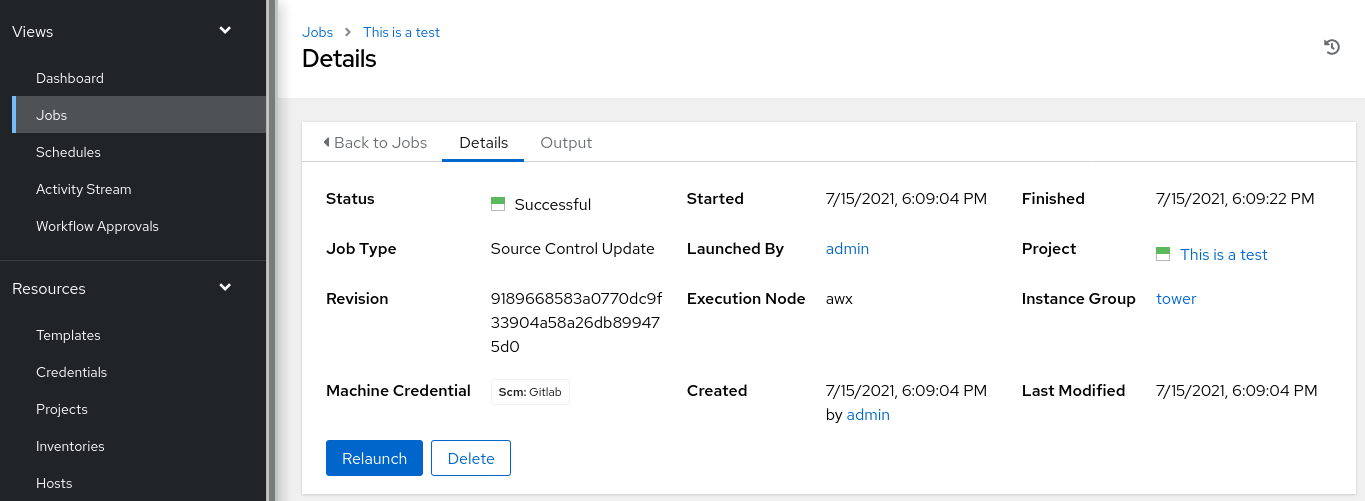 Views
Dashboard
Jobs
Schedules
Activity Stream
Workflow Approvals
Resources
Templates
Credentials
Projects
Inventories
Hosts
Jobs > This is a test
Details
Back to Jobs Details Output
Status Successful Started 7/15/2021, 6:09:04 PM Finished 7/15/2021, 6:09:22 PM
Job Type Source Control Update Launched By admin Project This is a test
Revision 9189668583a0770dc9f Execution Node awx Instance Group tower
33904a58a26db89947
5d0
Machine Credential Scm: Gitlab Created 7/15/2021, 6:09:04 PM Last Modified 7/15/2021, 6:09:04 PM
by admin
Relaunch Delete